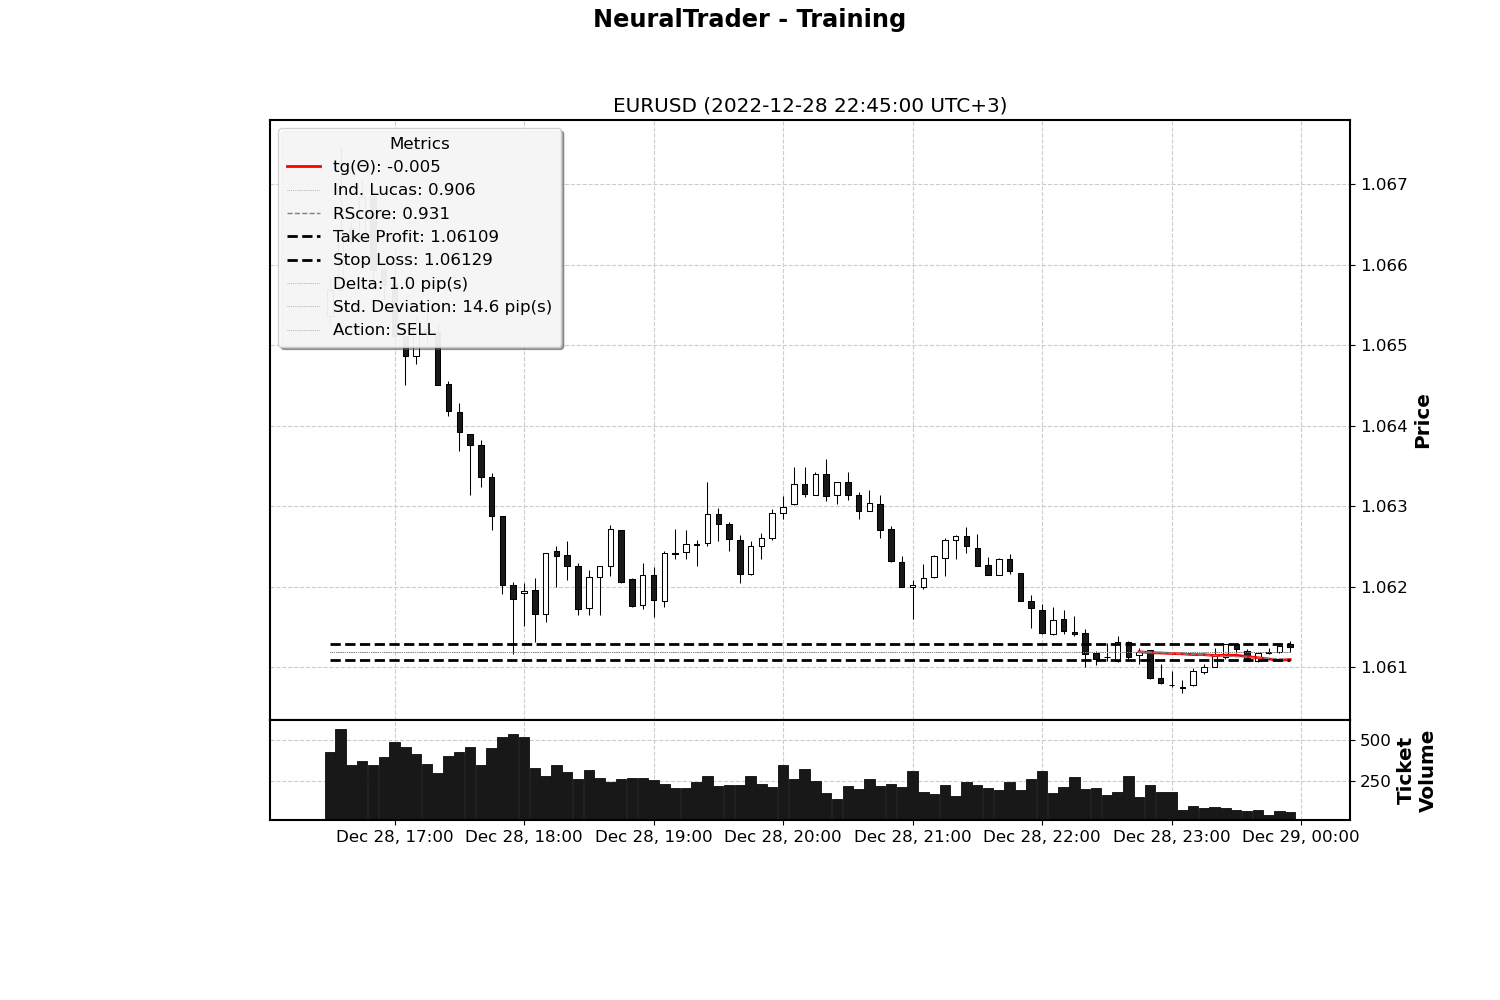 NeuralTrader - Training
EURUSD (2022-12-28 22:45:00 UTC+3)
Metrics
tg(Θ): -0.005
Ind. Lucas: 0.906
RScore: 0.931
Take Profit: 1.06109
Stop Loss: 1.06129
Delta: 1.0 pip(s)
Std. Deviation: 14.6 pip(s)
Action: SELL
1.067
1.066
1.065
1.064
1.063
1.062
1.061
Price
500
250
Ticket
Volume
Dec 28, 17:00 Dec 28, 18:00 Dec 28, 19:00 Dec 28, 20:00 Dec 28, 21:00 Dec 28, 22:00 Dec 28, 23:00 Dec 29, 00:00